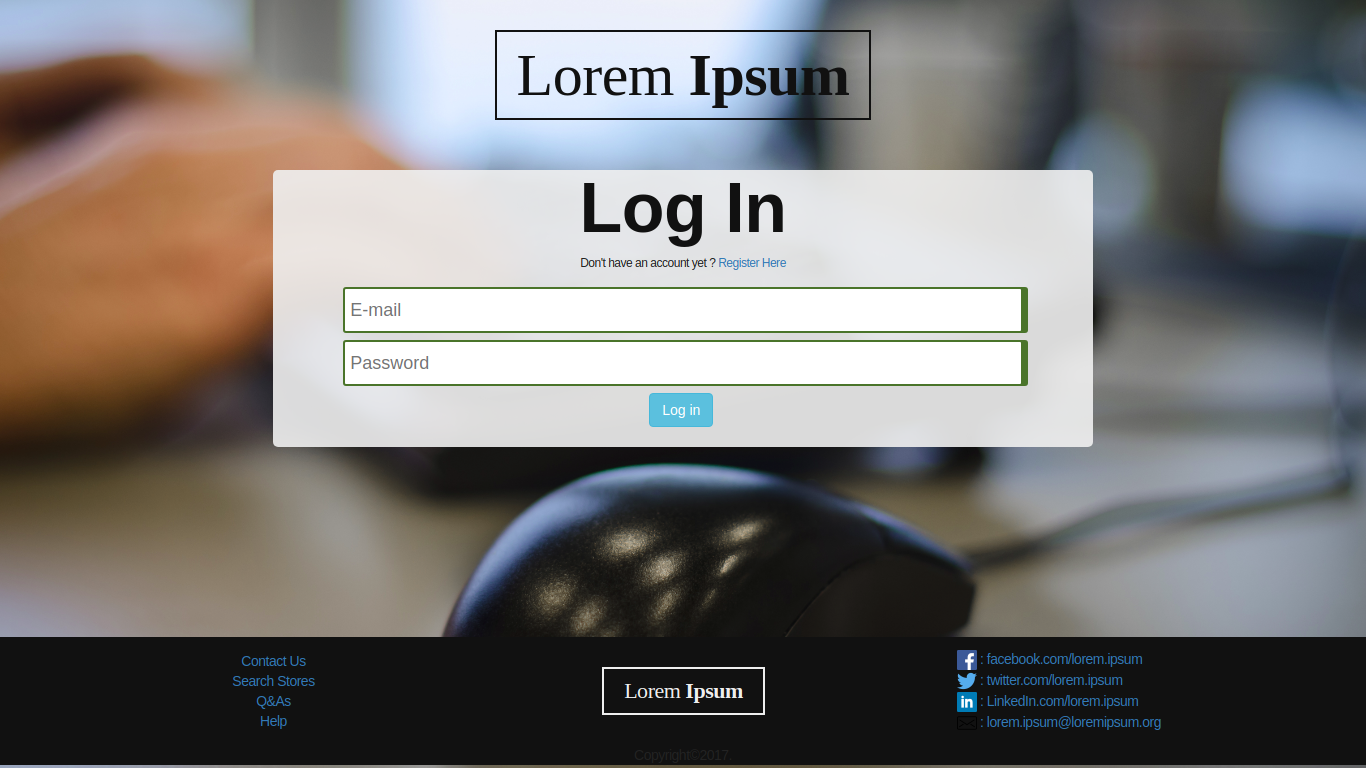 Lorem Ipsum
Log In
Don't have an account yet ? Register Here
E-mail
Password
Log in
Contact Us
Search Stores
Q&As
Help
Lorem Ipsum
: facebook.com/lorem.ipsum
: twitter.com/lorem.ipsum
: LinkedIn.com/lorem.ipsum
: lorem.ipsum@loremipsum.org
Copyright©2017.